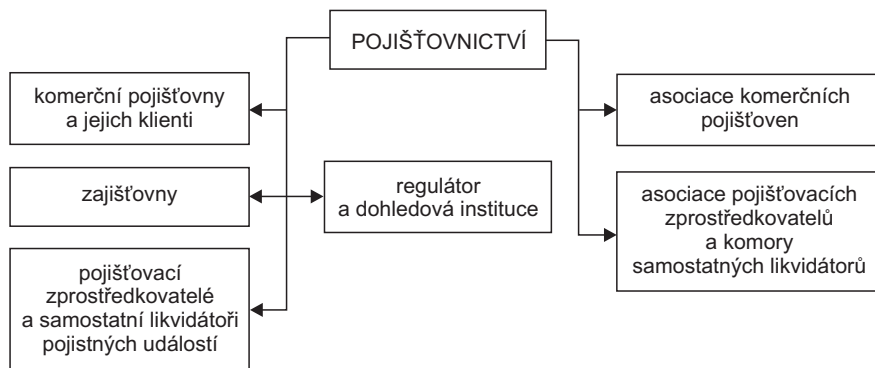 POJIŠŤOVNICTVÍ
komerční pojišťovny
a jejich klienti
zajišťovny
pojišťovací
zprostředkovatelé
a samostatní likvidátoři
pojistných událostí
regulátor
a dohledová instituce
asociace komerčních
pojišťoven
asociace pojišťovacích
zprostředkovatelů
a komory
samostatných likvidátorů